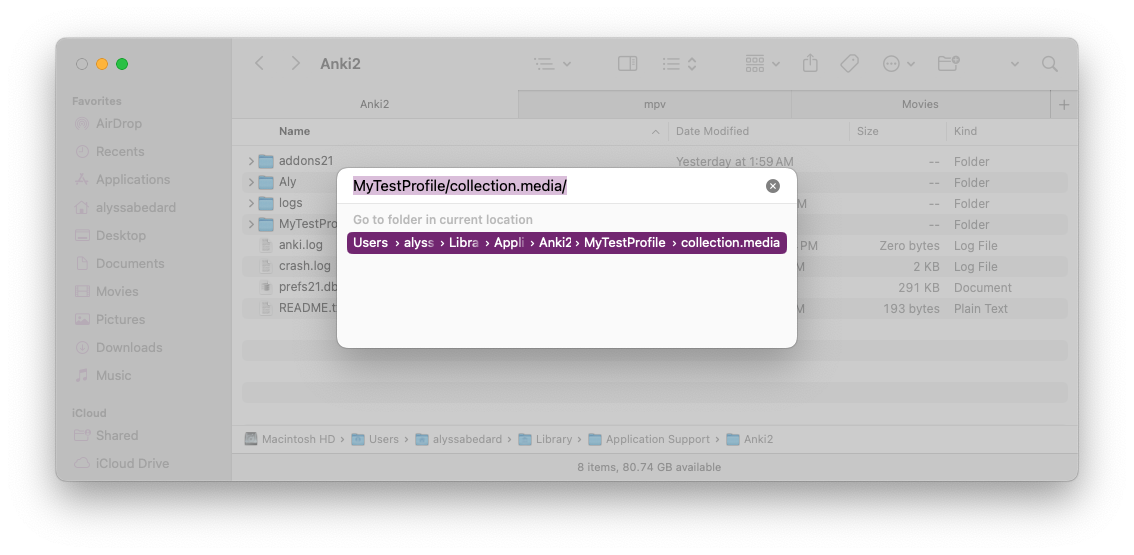 Anki2
Favorites
AirDrop
Recents
Applications
alyssabedard
Desktop
Documents
Movies
Pictures
Downloads
Music
iCloud
Shared
iCloud Drive
Anki2 mpv Movies
Name Date Modified Size Kind
addons21 Yesterday at 1:59 AM -- Folder
Aly -- Folder
logs M -- Folder
MyTestPro -- Folder
anki.log PM Zero bytes Log File
crash.log M 2 KB Log File
prefs21.db 291 KB Document
README.t M 193 bytes Plain Text
MyTestProfile/collection.media/
Go to folder in current location
Users › alyss › Libra › Appli › Anki2 › MyTestProfile › collection.media
Macintosh HD › Users › alyssabedard › Library › Application Support › Anki2
8 items, 80.74 GB available